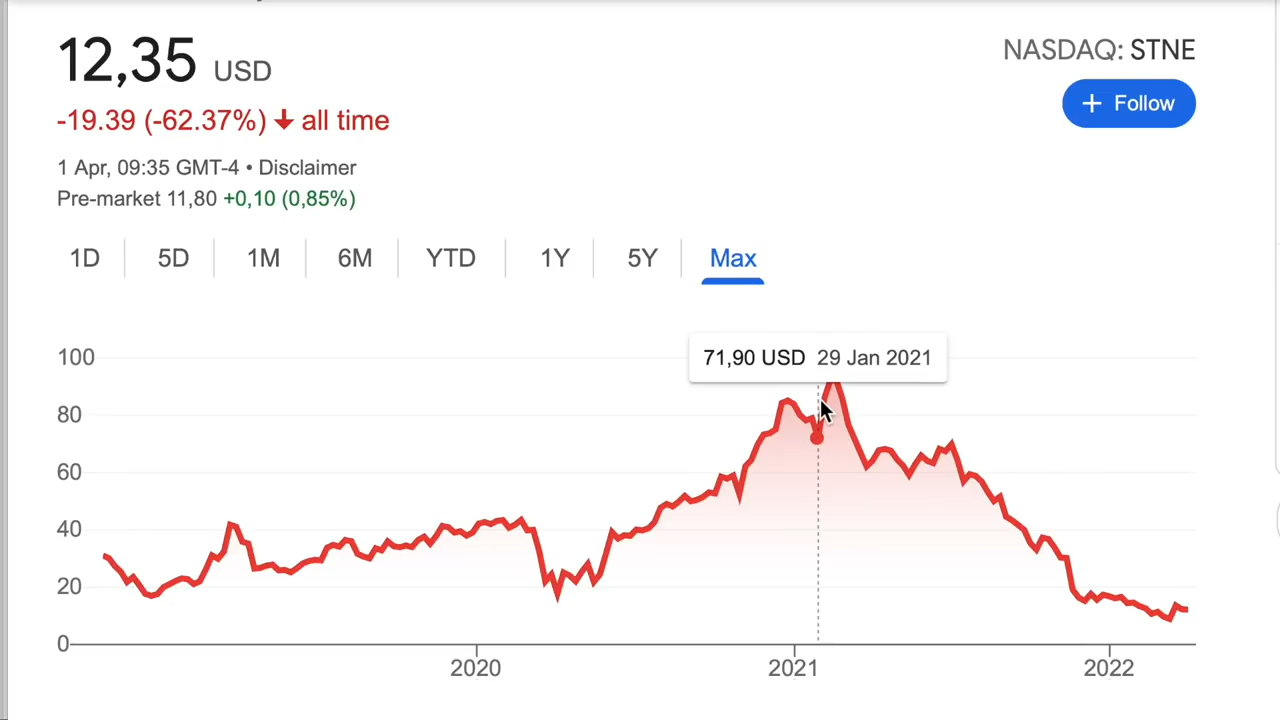 12,35 USD
NASDAQ: STNE
+ Follow
-19.39 (-62.37%) ↓ all time
1 Apr, 09:35 GMT-4 • Disclaimer
Pre-market 11,80 +0,10 (0,85%)
1D 5D 1M 6M YTD 1Y 5Y Max
71,90 USD 29 Jan 2021
100
80
60
40
20
0
2020 2021 2022